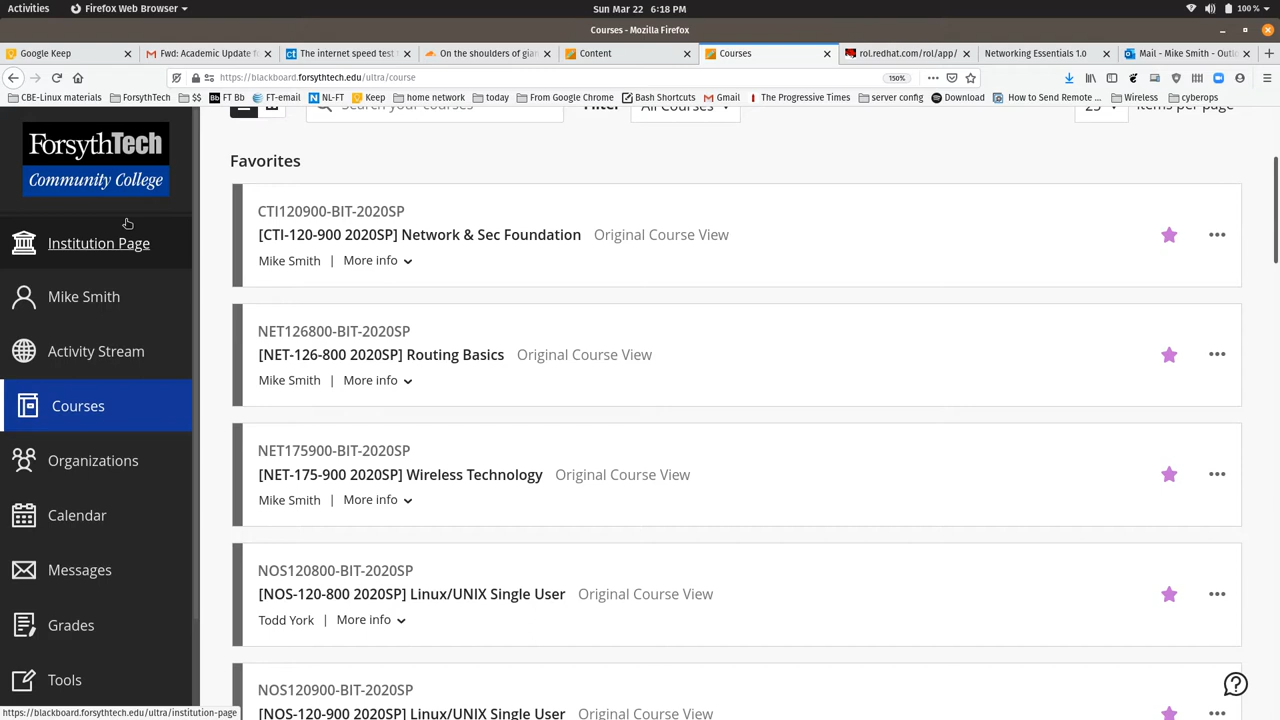 Activities
Firefox Web Browser
Sun Mar 22 6:18 PM
100 %
Courses - Mozilla Firefox
Google Keep
Fwd: Academic Update f
The internet speed test
On the shoulders of gian
Content
Courses
rol.redhat.com/rol/app/
Networking Essentials 1.0
Mail - Mike Smith - Outl
https://blackboard.forsythtech.edu/ultra/course
150%
CBE-Linux materials
ForsythTech
$$
FT Bb
FT-email
NL-FT
Keep
home network
today
From Google Chrome
Bash Shortcuts
Gmail
The Progressive Times
server config
Download
How to Send Remote ...
Wireless
cyberops
Search your courses
Filter
All Courses
25
items per page
ForsythTech
Community College
Institution Page
Mike Smith
Activity Stream
Courses
Organizations
Calendar
Messages
Grades
Tools
Favorites
CTI120900-BIT-2020SP
[CTI-120-900 2020SP] Network & Sec Foundation Original Course View
Mike Smith | More info
NET126800-BIT-2020SP
[NET-126-800 2020SP] Routing Basics Original Course View
Mike Smith | More info
NET175900-BIT-2020SP
[NET-175-900 2020SP] Wireless Technology Original Course View
Mike Smith | More info
NOS120800-BIT-2020SP
[NOS-120-800 2020SP] Linux/UNIX Single User Original Course View
Todd York | More info
NOS120900-BIT-2020SP
[NOS-120-900 2020SP] Linux/UNIX Single User Original Course View
https://blackboard.forsythtech.edu/ultra/institution-page